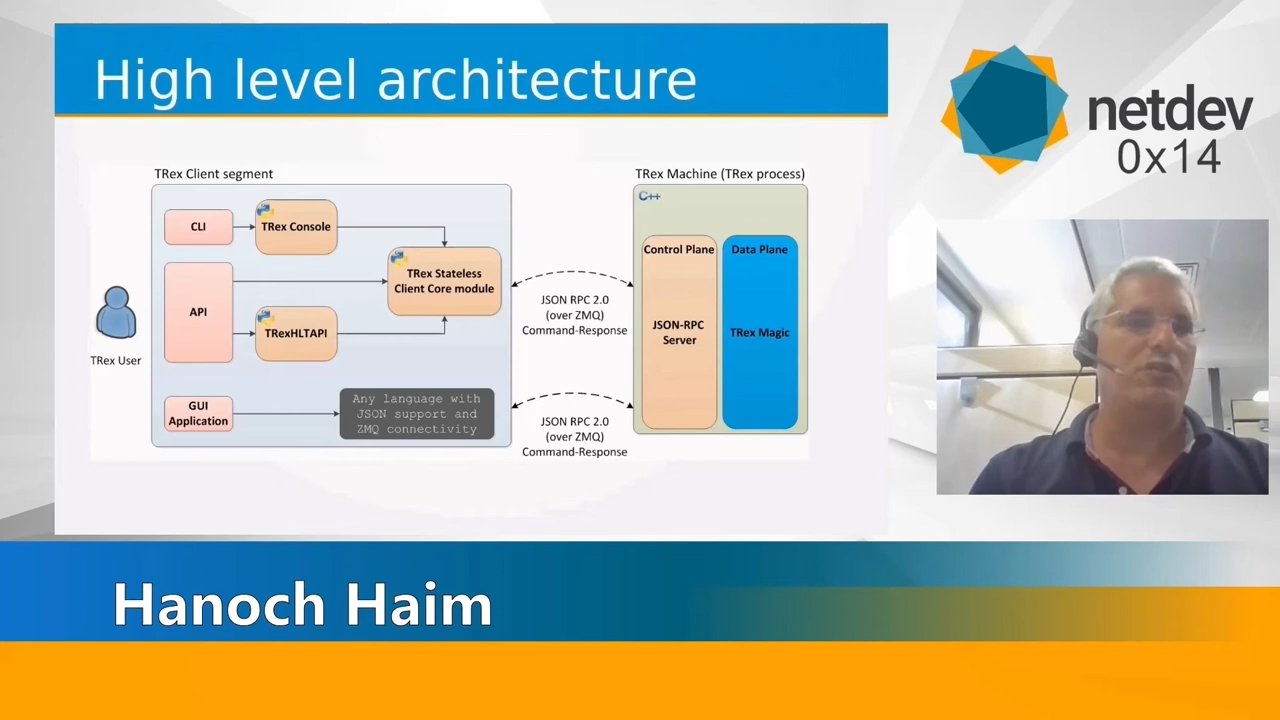 High level architecture
TRex Client segment
TRex Machine (TRex process)
C++
CLI
TRex Console
API
TRex Stateless
Client Core module
TRexHLTAPI
GUI
Application
Any language with
JSON support and
ZMQ connectivity
TRex User
JSON RPC 2.0
(over ZMQ)
Command-Response
JSON RPC 2.0
(over ZMQ)
Command-Response
Control Plane
JSON-RPC
Server
Data Plane
TRex Magic
netdev
0x14
Hanoch Haim